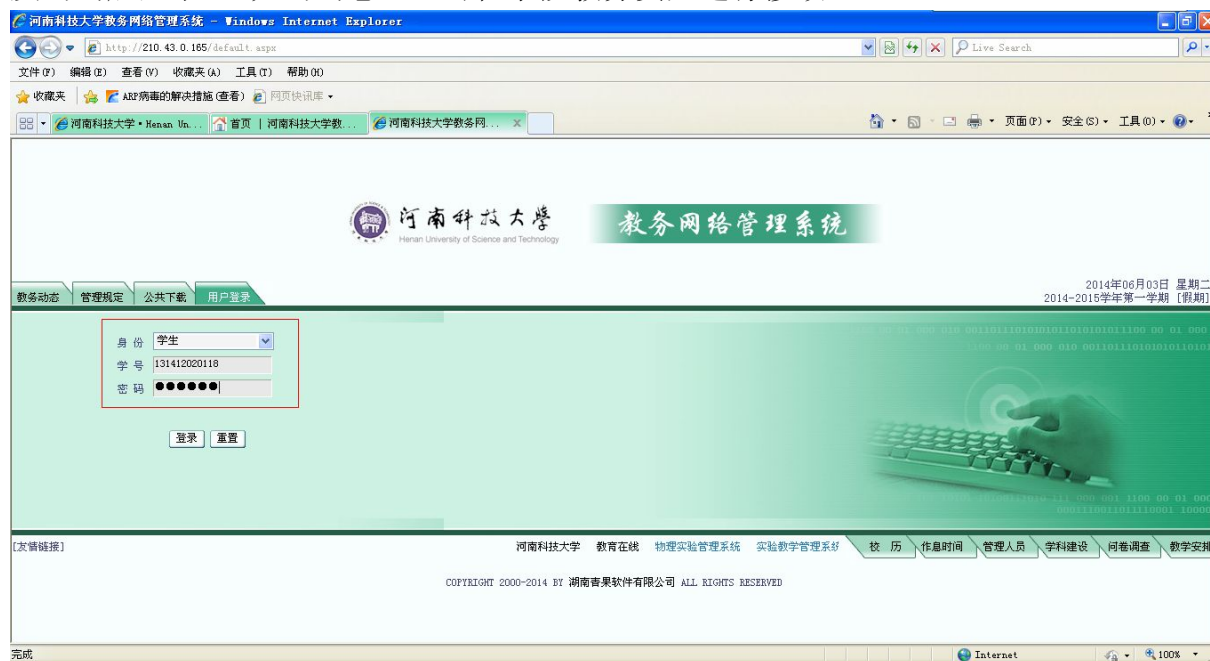 河南科技大学教务网络管理系统 - Windows Internet Explorer
http://210.43.0.165/default.aspx
Live Search
文件(F) 编辑(E) 查看(V) 收藏夹(A) 工具(T) 帮助(H)
收藏夹 ARP病毒的解决措施(查看) 网页快讯库
河南科技大学·Henan Un... 首页 | 河南科技大学教... 河南科技大学教务网... X
页面(P) 安全(S) 工具(O)
河南科技大学 教务网络管理系统
Henan University of Science and Technology
2014年06月03日 星期二
教务动态 管理规定 公共下载 用户登录
2014-2015学年第一学期 [假期]
身 份 学生
学 号 131412020118
密 码 ●●●●●●
登录 重置
[友情链接] 河南科技大学 教育在线 物理实验管理系统 实验教学管理系 校 历 作息时间 管理人员 学科建设 问卷调查 教学安排
COPYRIGHT 2000-2014 BY 湖南青果软件有限公司 ALL RIGHTS RESERVED
完成 Internet 100%